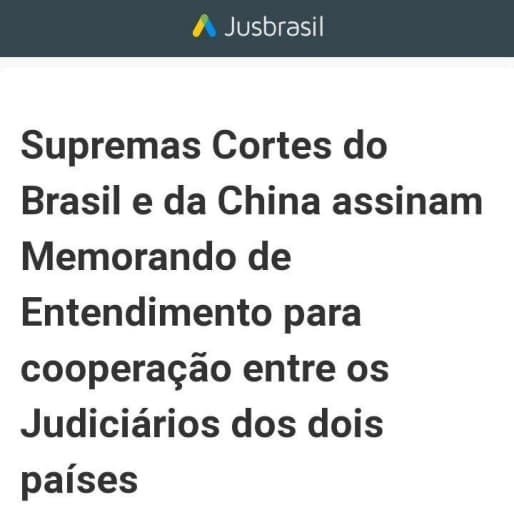 Jusbrasil
Supremas Cortes do
Brasil e da China assinam
Memorando de
Entendimento para
cooperação entre os
Judiciários dos dois
países